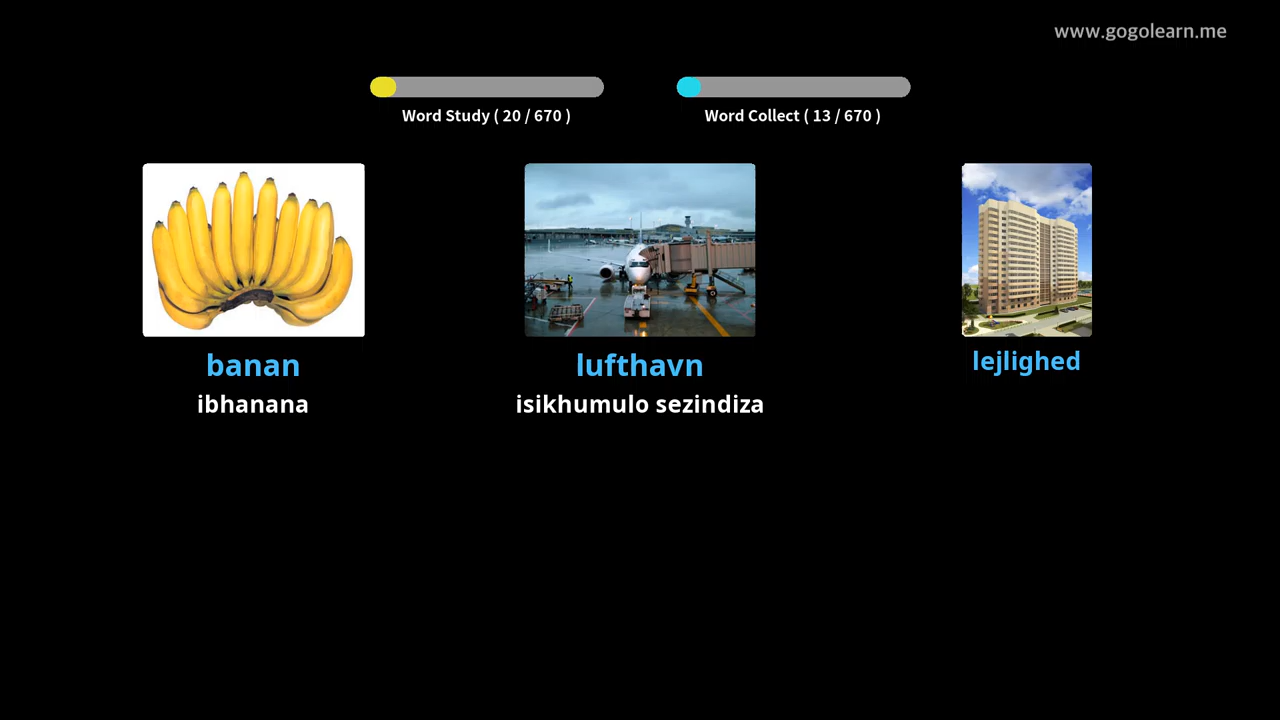 www.gogolearn.me
Word Study ( 20 / 670 )
Word Collect ( 13 / 670 )
banan
ibhanana
lufthavn
isikhumulo sezindiza
lejlighed